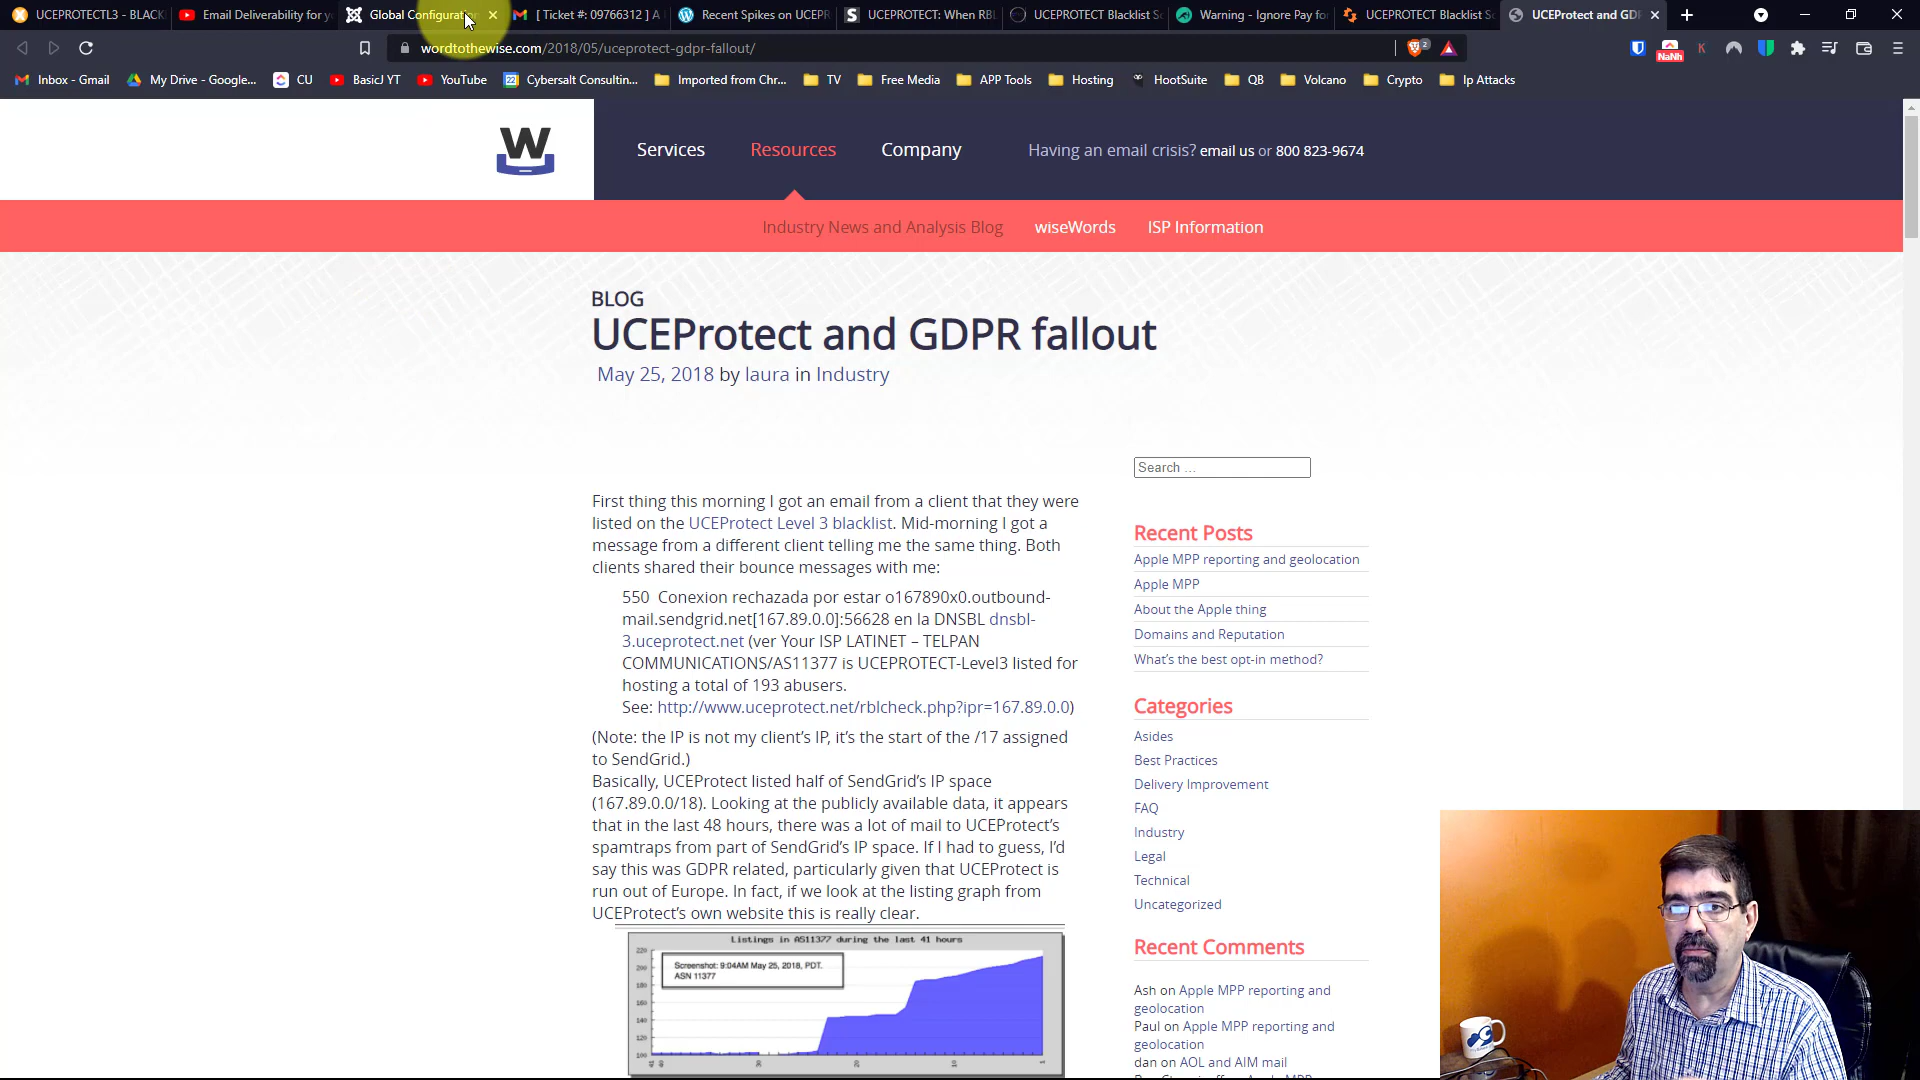 UCEPROTECTL3 - BLACK
Email Deliverability for y
Global Configurat
[ Ticket #: 09766312 ] A
Recent Spikes on UCEPR
UCEPROTECT: When RBL
UCEPROTECT Blacklist Sc
Warning - Ignore Pay for
UCEPROTECT Blacklist Sc
UCEProtect and GDP
wordtothewise.com/2018/05/uceprotect-gdpr-fallout/
2
NaNh
Inbox - Gmail
My Drive - Google...
CU
BasicJ YT
YouTube
22
Cybersalt Consultin...
Imported from Chr...
TV
Free Media
APP Tools
Hosting
HootSuite
QB
Volcano
Crypto
Ip Attacks
W
Services
Resources
Company
Having an email crisis? email us or 800 823-9674
Industry News and Analysis Blog
wiseWords
ISP Information
BLOG
UCEProtect and GDPR fallout
May 25, 2018 by laura in Industry
First thing this morning I got an email from a client that they were
listed on the UCEProtect Level 3 blacklist. Mid-morning I got a
message from a different client telling me the same thing. Both
clients shared their bounce messages with me:
550 Conexion rechazada por estar o167890x0.outbound-
mail.sendgrid.net[167.89.0.0]:56628 en la DNSBL dnsbl-
3.uceprotect.net (ver Your ISP LATINET – TELPAN
COMMUNICATIONS/AS11377 is UCEPROTECT-Level3 listed for
hosting a total of 193 abusers.
See: http://www.uceprotect.net/rblcheck.php?ipr=167.89.0.0)
(Note: the IP is not my client's IP, it's the start of the /17 assigned
to SendGrid.)
Basically, UCEProtect listed half of SendGrid's IP space
(167.89.0.0/18). Looking at the publicly available data, it appears
that in the last 48 hours, there was a lot of mail to UCEProtect's
spamtraps from part of SendGrid's IP space. If I had to guess, I'd
say this was GDPR related, particularly given that UCEProtect is
run out of Europe. In fact, if we look at the listing graph from
UCEProtect's own website this is really clear.
Listings in AS11377 during the last 41 hours
Screenshot: 9:04AM May 25, 2018, PDT.
ASN 11377
220
200
180
160
140
120
100
Search ...
Recent Posts
Apple MPP reporting and geolocation
Apple MPP
About the Apple thing
Domains and Reputation
What's the best opt-in method?
Categories
Asides
Best Practices
Delivery Improvement
FAQ
Industry
Legal
Technical
Uncategorized
Recent Comments
Ash on Apple MPP reporting and
geolocation
Paul on Apple MPP reporting and
geolocation
dan on AOL and AIM mail